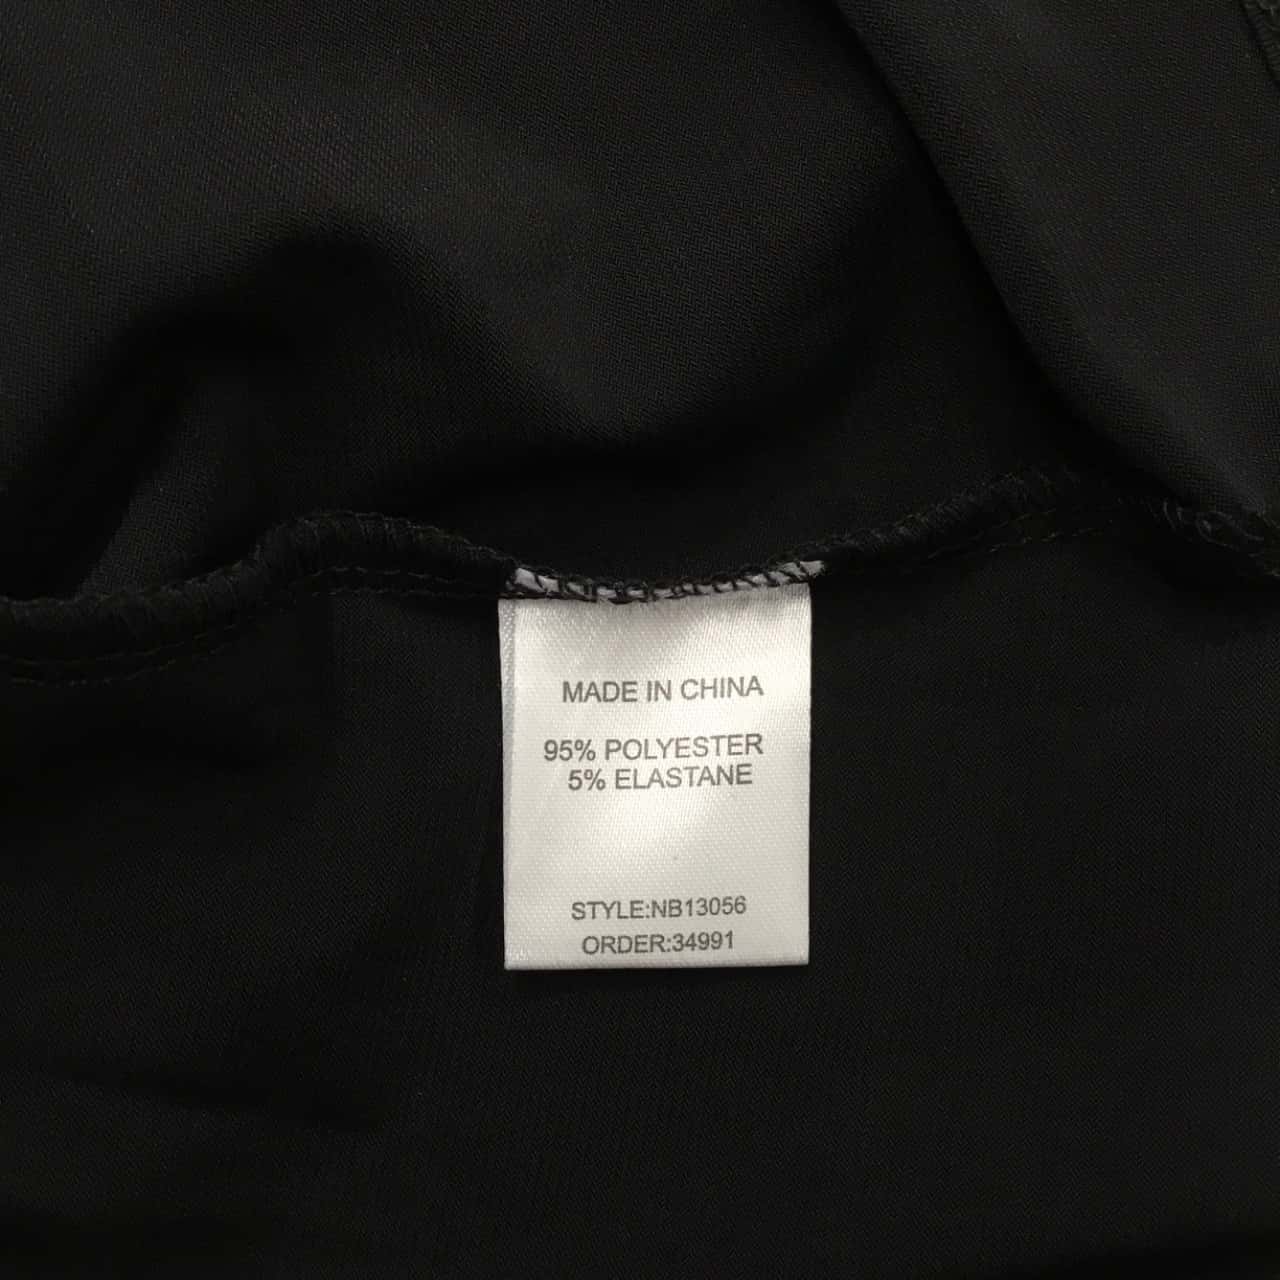 MADE IN CHINA
95% POLYESTER
5% ELASTANE
STYLE:NB13056
ORDER:34991